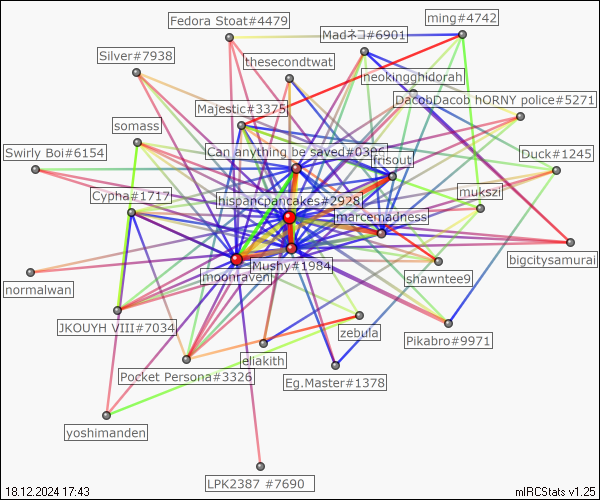 Fedora Stoat#4479
ming#4742
Madネコ#6901
Silver#7938
thesecondtwat
neokingghidorah
DacobDacob hORNY police#5271
Majestic#3375
somass
Swirly Boi#6154
Can anything be saved#0386
frisout
Duck#1245
Cypha#1717
hispancpancakes#2928
mukszi
marcemadness
bigcitysamurai
Mushy#1984
moonraven
shawntee9
normalwan
JKOUYH VIII#7034
zebula
Pikabro#9971
eliakith
Pocket Persona#3326
Eg.Master#1378
yoshimanden
LPK2387 #7690
18.12.2024 17:43
mIRCStats v1.25